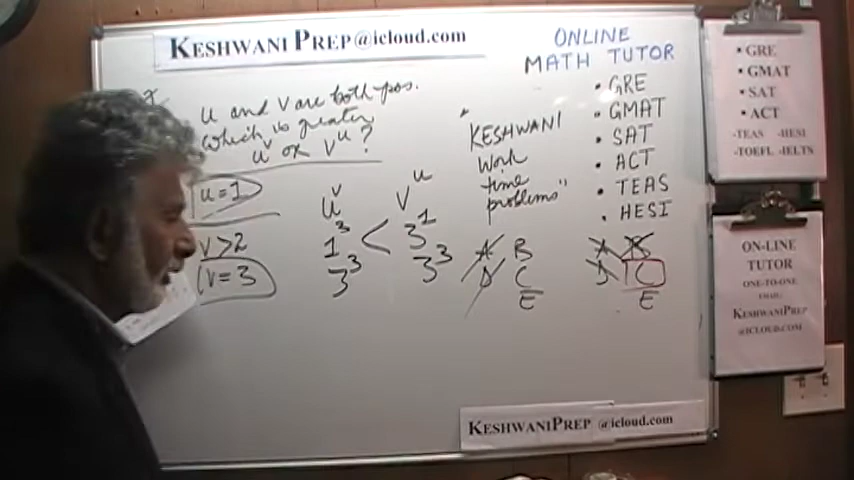 KESHWANI PREP@icloud.com
u and v are both pos.
which is greater
u^v or v^u?
u = 1
v > 2
v = 3
u^v v^u
1^3 < 3^1
3^3 3^3
"KESHWANI
Work
time
problems"
A B
D C
E
A B
D C
E
ONLINE
MATH TUTOR
• GRE
• GMAT
• SAT
• ACT
• TEAS
• HESI
• GRE
• GMAT
• SAT
• ACT
-TEAS -HESI
-TOEFL -IELTS
ON-LINE
TUTOR
ONE-TO-ONE
EMAIL:
KESHWANIPREP
@ICLOUD.COM
KESHWANIPREP @icloud.com